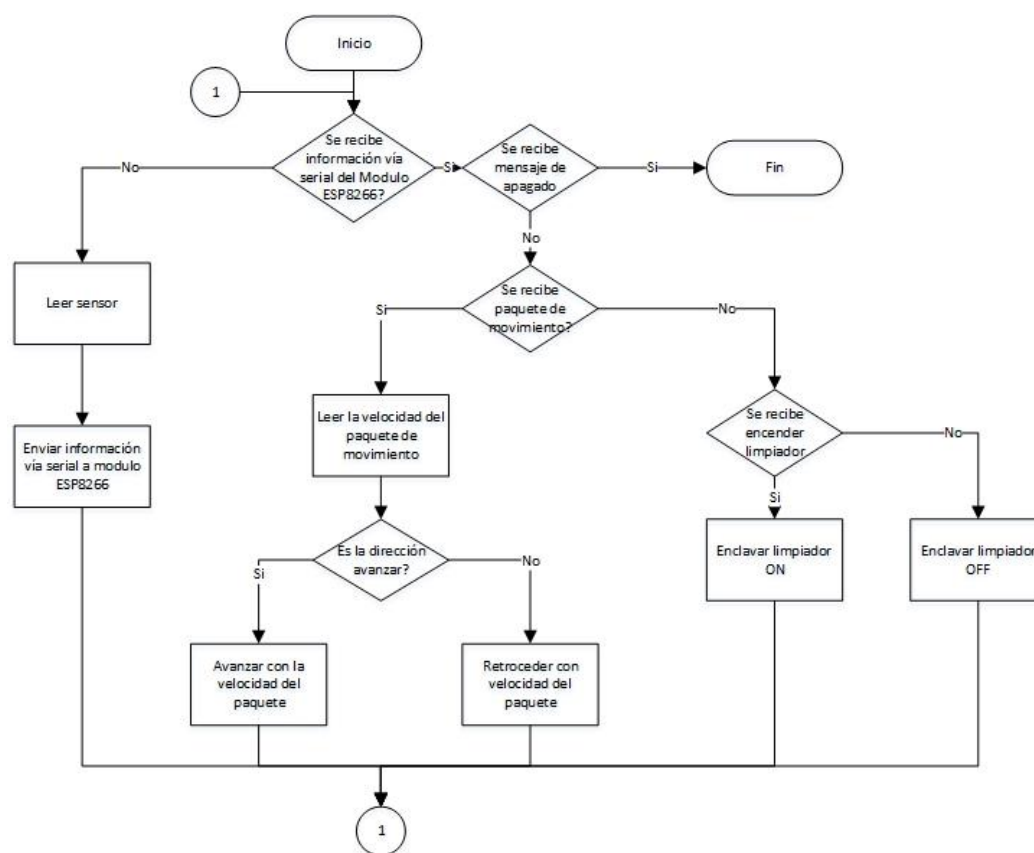 Inicio
1
Se recibe
información vía
serial del Modulo
ESP8266?
No
Si
Se recibe
mensaje de
apagado
Si
Fin
No
Leer sensor
Se recibe
paquete de
movimiento?
Si
No
Enviar información
vía serial a modulo
ESP8266
Leer la velocidad del
paquete de
movimiento
Se recibe
encender
limpiador
No
Si
Es la dirección
avanzar?
Si
No
Enclavar limpiador
ON
Enclavar limpiador
OFF
Avanzar con la
velocidad del
paquete
Retroceder con
velocidad del
paquete
1